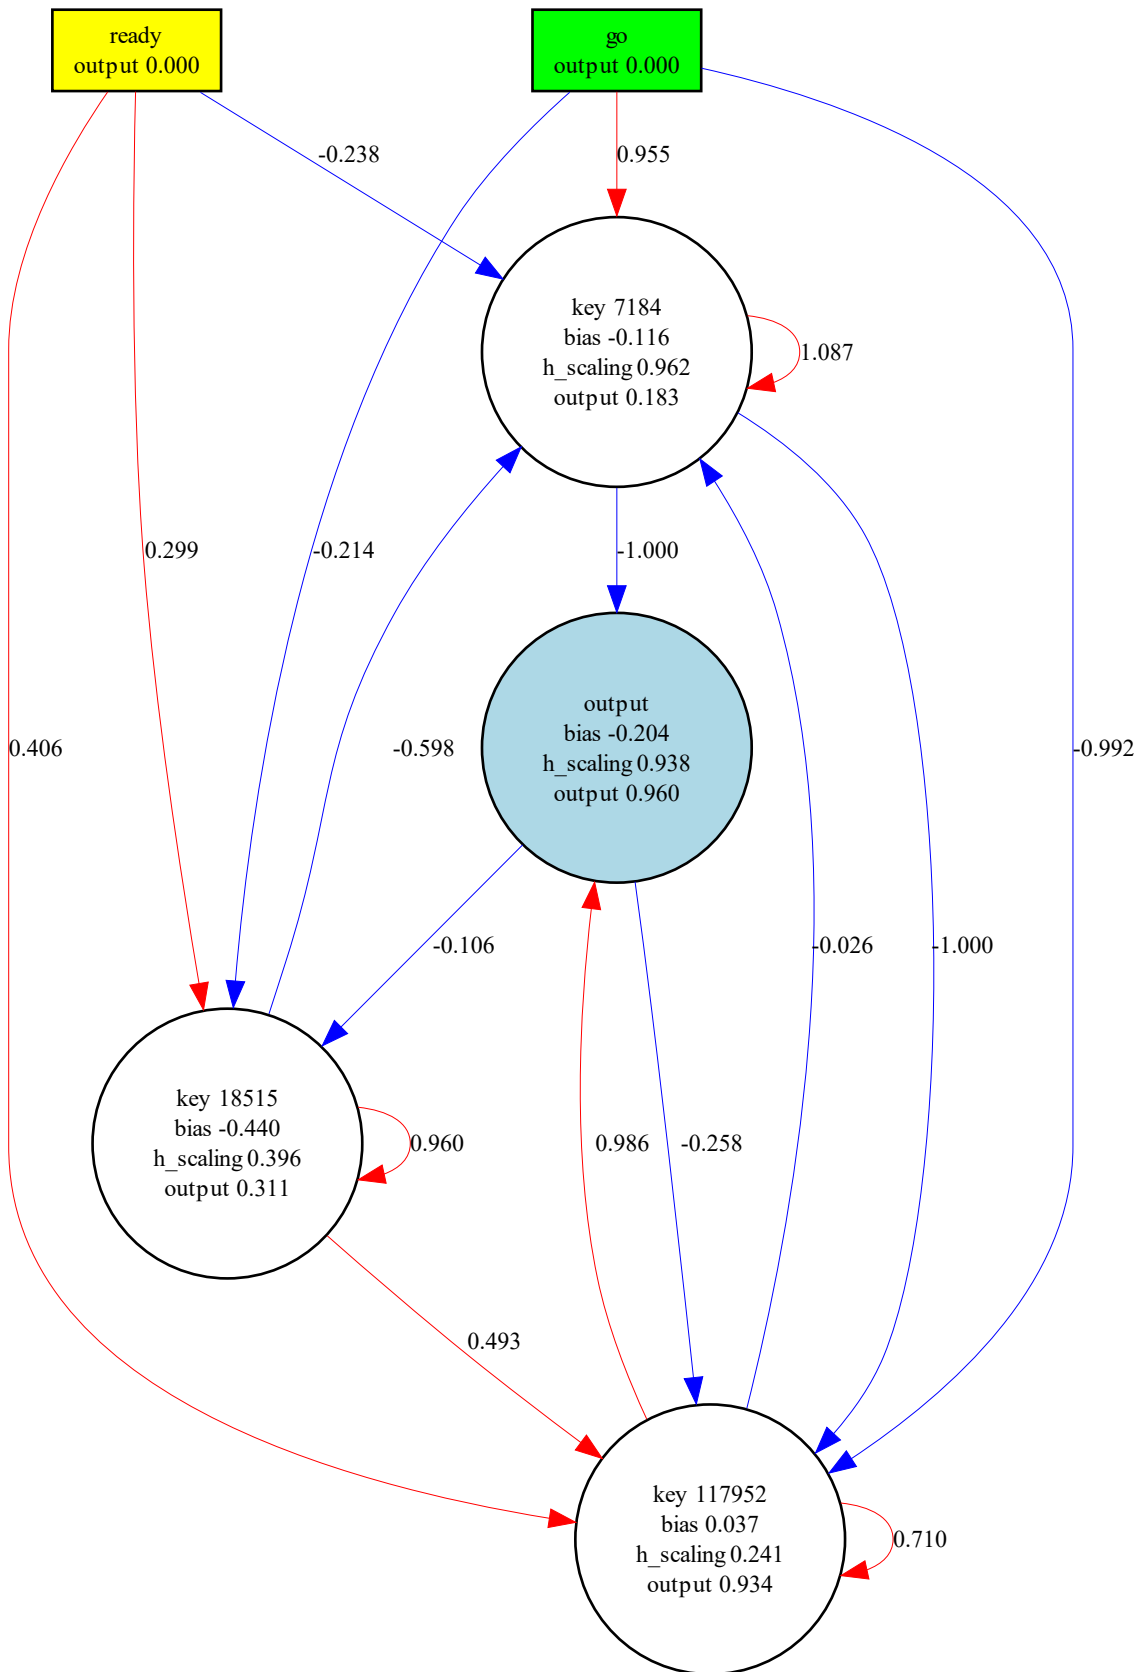 ready
output 0.000
go
output 0.000
-0.238
0.955
key 7184
bias -0.116
h_scaling 0.962
output 0.183
1.087
0.299
-0.214
-1.000
output
bias -0.204
h_scaling 0.938
output 0.960
0.406
-0.598
-0.992
-0.106
-0.026
-1.000
key 18515
bias -0.440
h_scaling 0.396
output 0.311
0.960
0.986
-0.258
0.493
key 117952
bias 0.037
h_scaling 0.241
output 0.934
0.710